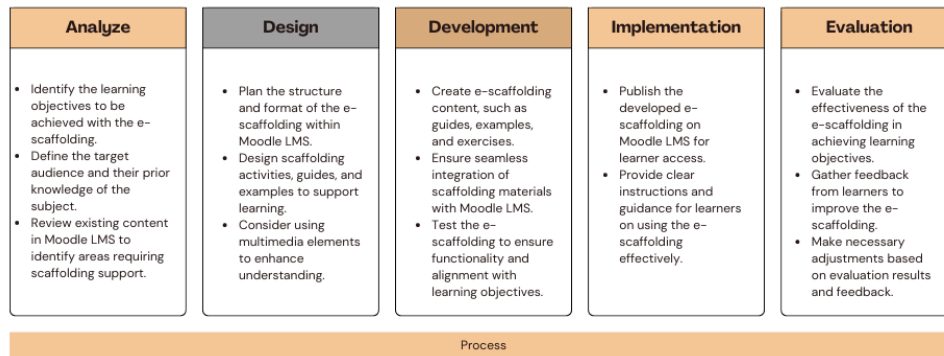 Analyze
Identify the learning
objectives to be
achieved with the e-
scaffolding.
Define the target
audience and their prior
knowledge of the
subject.
Review existing content
in Moodle LMS to
identify areas requiring
scaffolding support.
Design
Plan the structure
and format of the e-
scaffolding within
Moodle LMS.
Design scaffolding
activities, guides, and
examples to support
learning.
Consider using
multimedia elements
to enhance
understanding.
Development
Create e-scaffolding
content, such as
guides, examples,
and exercises.
Ensure seamless
integration of
scaffolding materials
with Moodle LMS.
Test the e-
scaffolding to ensure
functionality and
alignment with
learning objectives.
Implementation
Publish the
developed e-
scaffolding on
Moodle LMS for
learner access.
Provide clear
instructions and
guidance for learners
on using the e-
scaffolding
effectively.
Evaluation
Evaluate the
effectiveness of the
e-scaffolding in
achieving learning
objectives.
Gather feedback
from learners to
improve the e-
scaffolding.
Make necessary
adjustments based
on evaluation results
and feedback.
Process